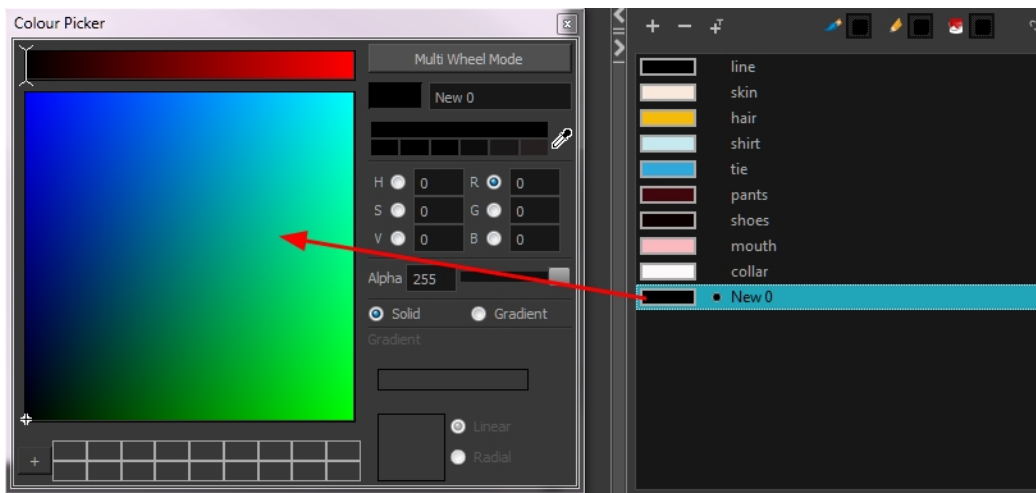 Colour Picker
Multi Wheel Mode
New 0
H 0 R 0
S 0 G 0
V 0 B 0
Alpha 255
Solid Gradient
Gradient
Linear
Radial
+
line
skin
hair
shirt
tie
pants
shoes
mouth
collar
New 0